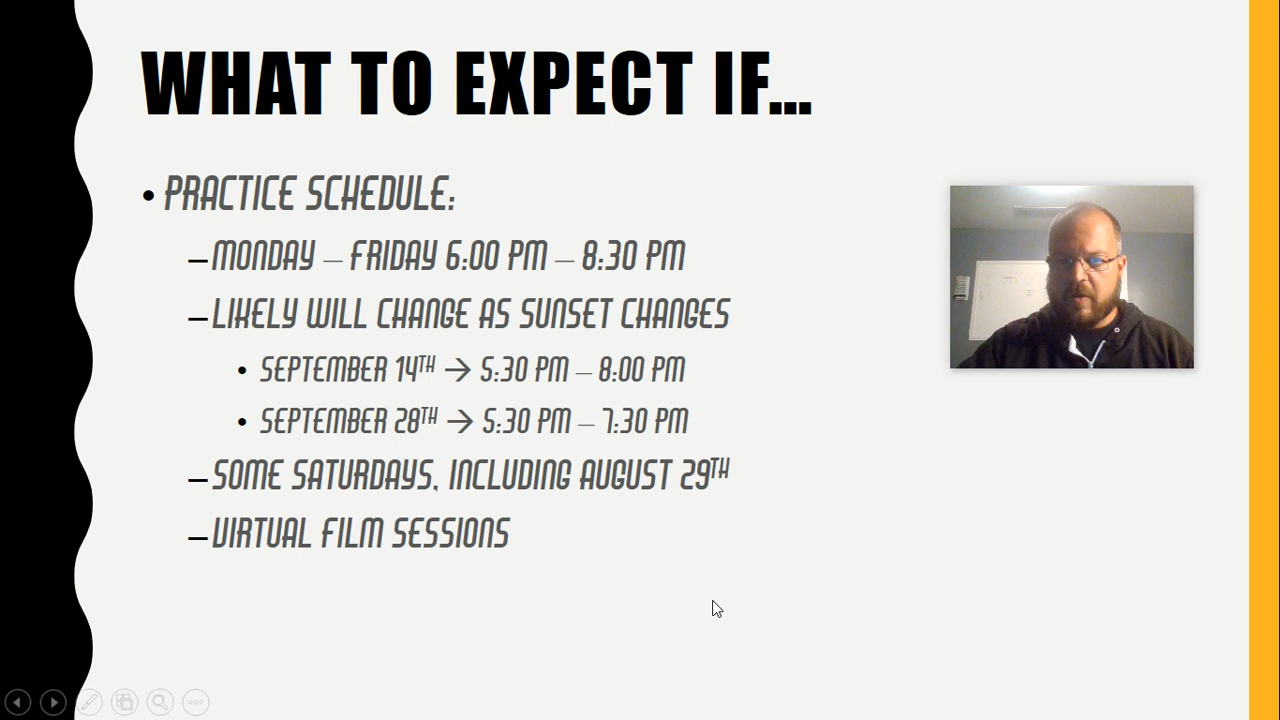 WHAT TO EXPECT IF...
• PRACTICE SCHEDULE:
– MONDAY – FRIDAY 6:00 PM – 8:30 PM
– LIKELY WILL CHANGE AS SUNSET CHANGES
• SEPTEMBER 14TH → 5:30 PM – 8:00 PM
• SEPTEMBER 28TH → 5:30 PM – 7:30 PM
– SOME SATURDAYS, INCLUDING AUGUST 29TH
– VIRTUAL FILM SESSIONS